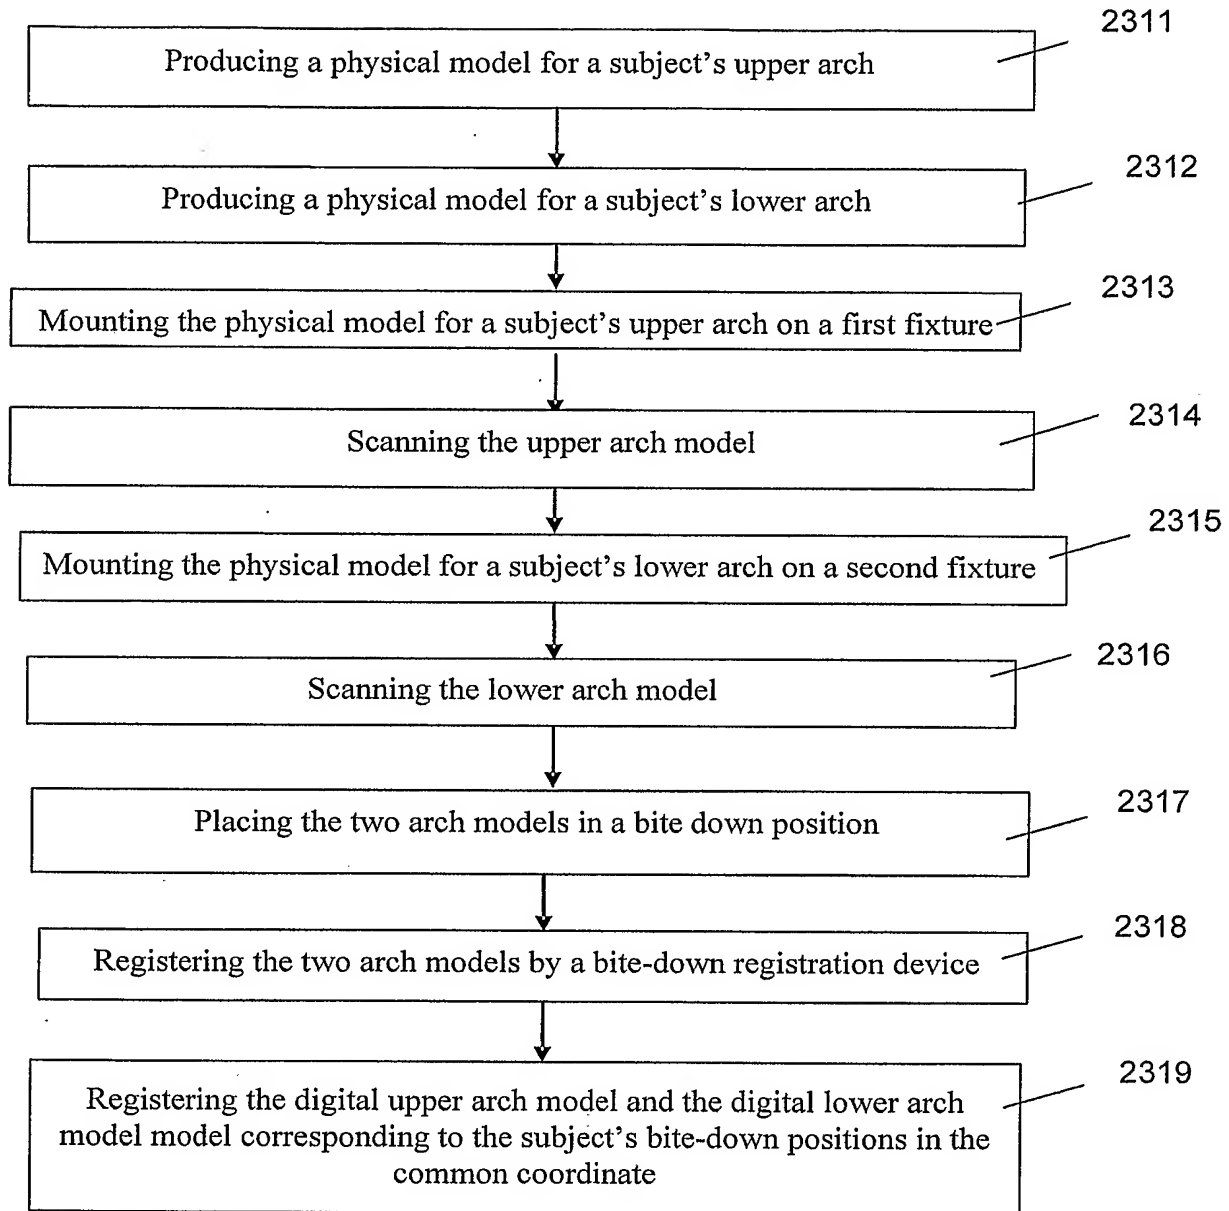 2311
Producing a physical model for a subject's upper arch
2312
Producing a physical model for a subject's lower arch
2313
Mounting the physical model for a subject's upper arch on a first fixture
2314
Scanning the upper arch model
2315
Mounting the physical model for a subject's lower arch on a second fixture
2316
Scanning the lower arch model
2317
Placing the two arch models in a bite down position
2318
Registering the two arch models by a bite-down registration device
2319
Registering the digital upper arch model and the digital lower arch
model model corresponding to the subject's bite-down positions in the
common coordinate